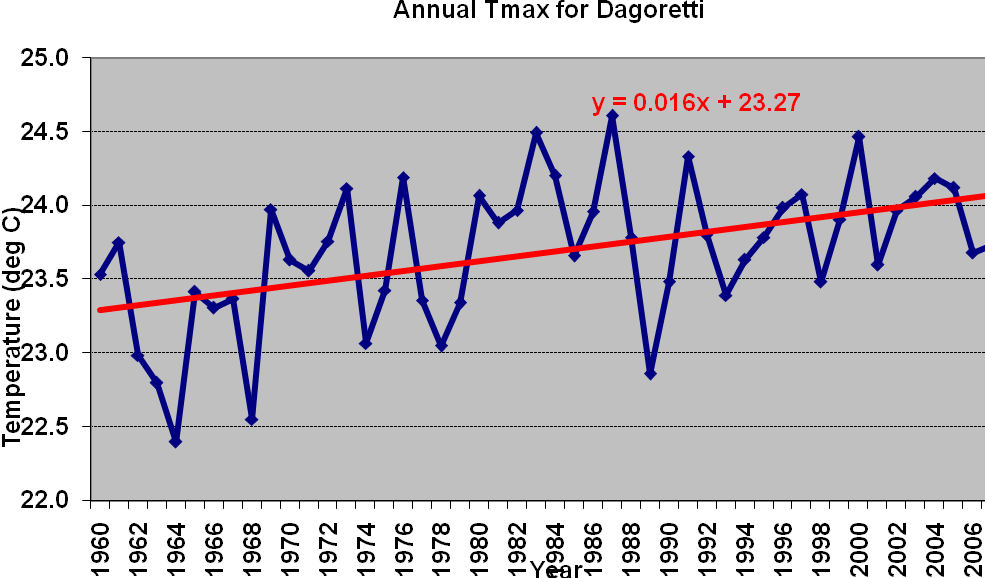 Annual Tmax for Dagoretti
25.0
24.5
24.0
23.5
23.0
22.5
22.0
Temperature (deg C)
y = 0.016x + 23.27
1960 1962 1964 1966 1968 1970 1972 1974 1976 1978 1980 1982 1984 1986 1988 1990 1992 1994 1996 1998 2000 2002 2004 2006
Year